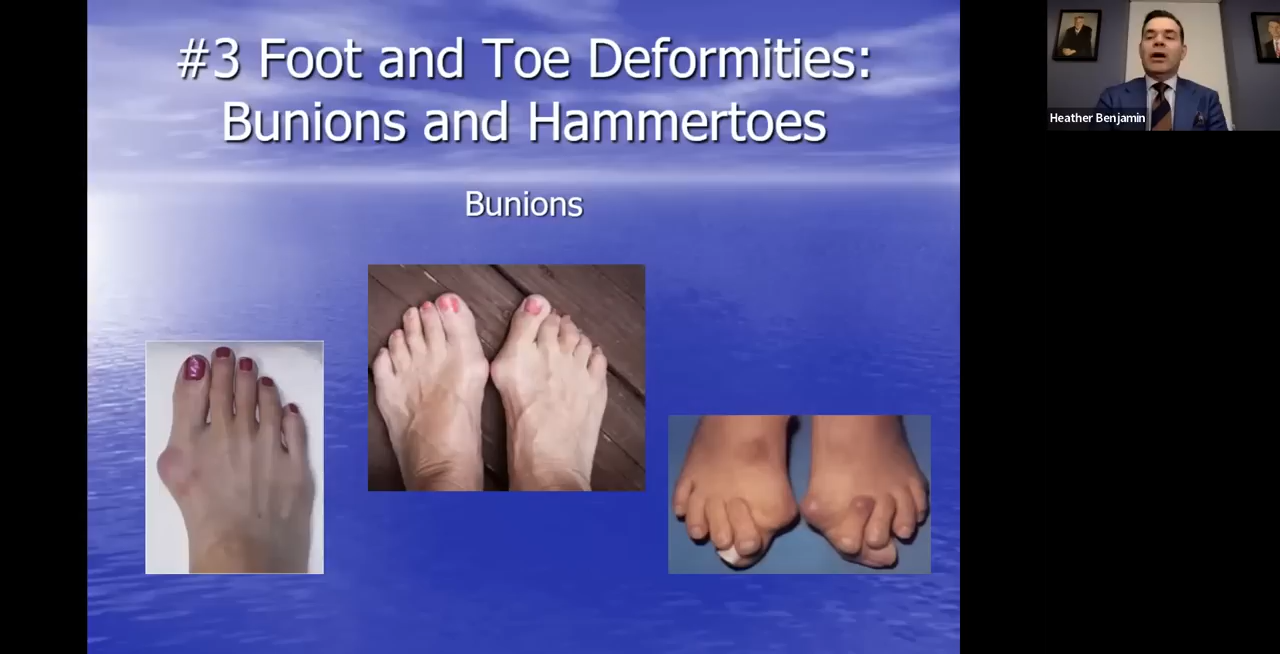 #3 Foot and Toe Deformities:
Bunions and Hammertoes
Bunions
Heather Benjamin